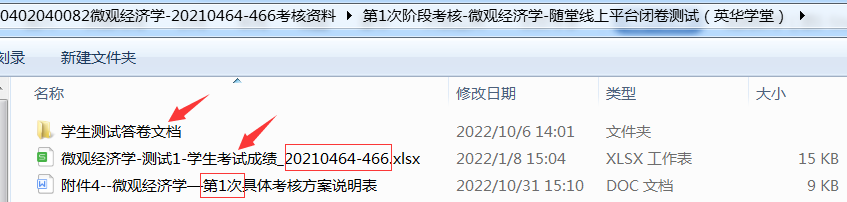 0402040082微观经济学-20210464-466考核资料 ▶ 第1次阶段考核-微观经济学-随堂线上平台闭卷测试（英华学堂） ▶
刻录 新建文件夹
名称 修改日期 类型 大小
学生测试答卷文档 2022/10/6 14:01 文件夹
微观经济学-测试1-学生考试成绩_20210464-466.xlsx 2022/1/8 15:04 XLSX 工作表 15 KB
附件4--微观经济学—第1次具体考核方案说明表 2022/10/31 15:10 DOC 文档 9 KB